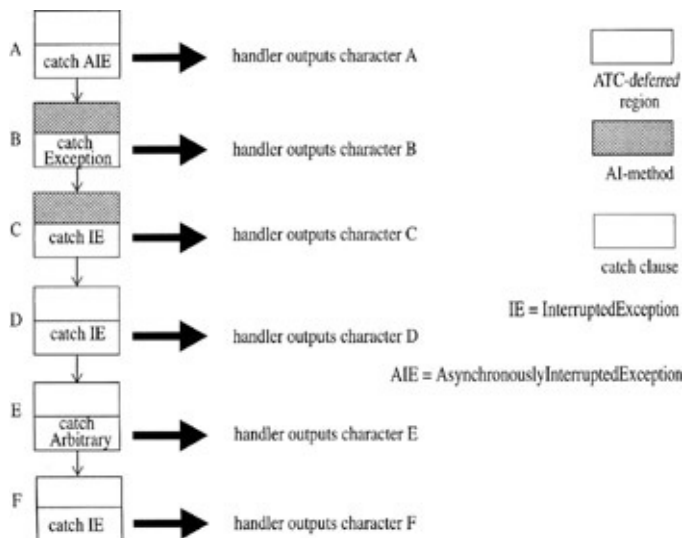 A
catch AIE
handler outputs character A
B
catch
Exception
handler outputs character B
C
catch IE
handler outputs character C
D
catch IE
handler outputs character D
E
catch
Arbitrary
handler outputs character E
F
catch IE
handler outputs character F
ATC-deferred
region
AI-method
catch clause
IE = InterruptedException
AIE = AsynchronouslyInterruptedException